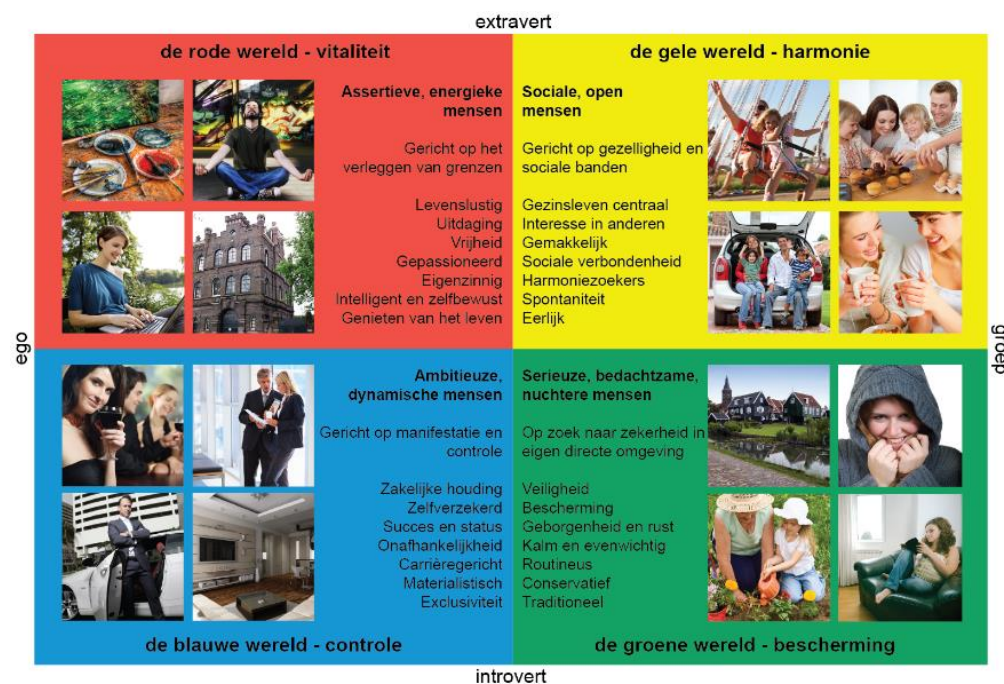 extravert
de rode wereld - vitaliteit
Assertieve, energieke
mensen
Gericht op het
verleggen van grenzen
Levenslustig
Uitdaging
Vrijheid
Gepassioneerd
Eigenzinnig
Intelligent en zelfbewust
Genieten van het leven
de gele wereld - harmonie
Sociale, open
mensen
Gericht op gezelligheid en
sociale banden
Gezinsleven centraal
Interesse in anderen
Gemakkelijk
Sociale verbondenheid
Harmoniezoekers
Spontaniteit
Eerlijk
ego
groep
Ambitieuze,
dynamische mensen
Gericht op manifestatie en
controle
Zakelijke houding
Zelfverzekerd
Succes en status
Onafhankelijkheid
Carrièregericht
Materialistisch
Exclusiviteit
de blauwe wereld - controle
Serieuze, bedachtzame,
nuchtere mensen
Op zoek naar zekerheid in
eigen directe omgeving
Veiligheid
Bescherming
Geborgenheid en rust
Kalm en evenwichtig
Routineus
Conservatief
Traditioneel
de groene wereld - bescherming
introvert